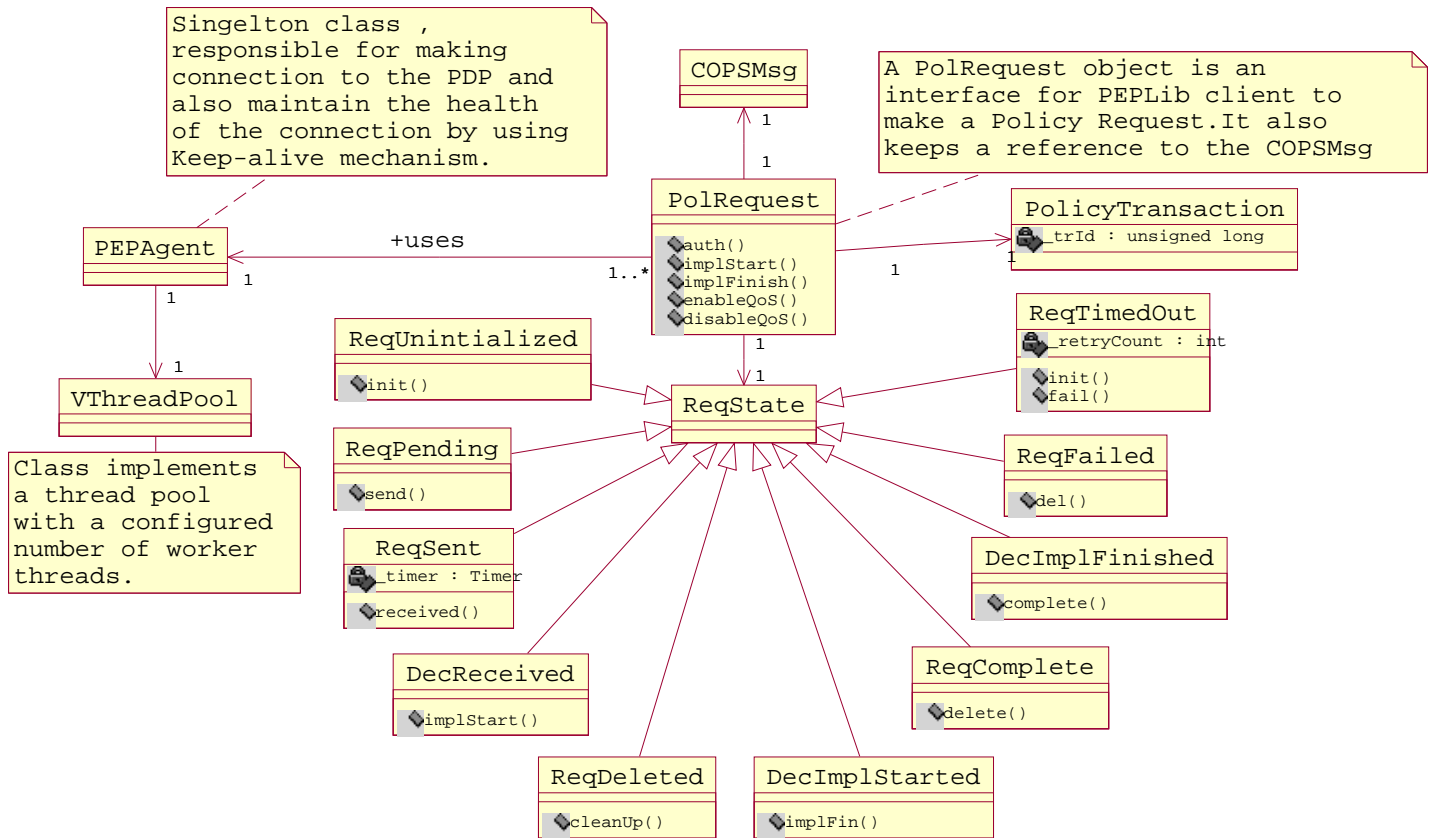 Singelton class ,
responsible for making
connection to the PDP and
also maintain the health
of the connection by using
Keep-alive mechanism.
COPSMsg
A PolRequest object is an
interface for PEPLib client to
make a Policy Request.It also
keeps a reference to the COPSMsg
1
1
PolRequest
auth()
implStart()
implFinish()
enableQoS()
disableQoS()
PolicyTransaction
_trId : unsigned long
1
1
PEPAgent
+uses
1
1..*
1
1
VThreadPool
Class implements
a thread pool
with a configured
number of worker
threads.
1
1
ReqState
ReqUnintialized
init()
ReqTimedOut
_retryCount : int
init()
fail()
ReqPending
send()
ReqFailed
del()
ReqSent
_timer : Timer
received()
DecImplFinished
complete()
DecReceived
implStart()
ReqComplete
delete()
ReqDeleted
cleanUp()
DecImplStarted
implFin()